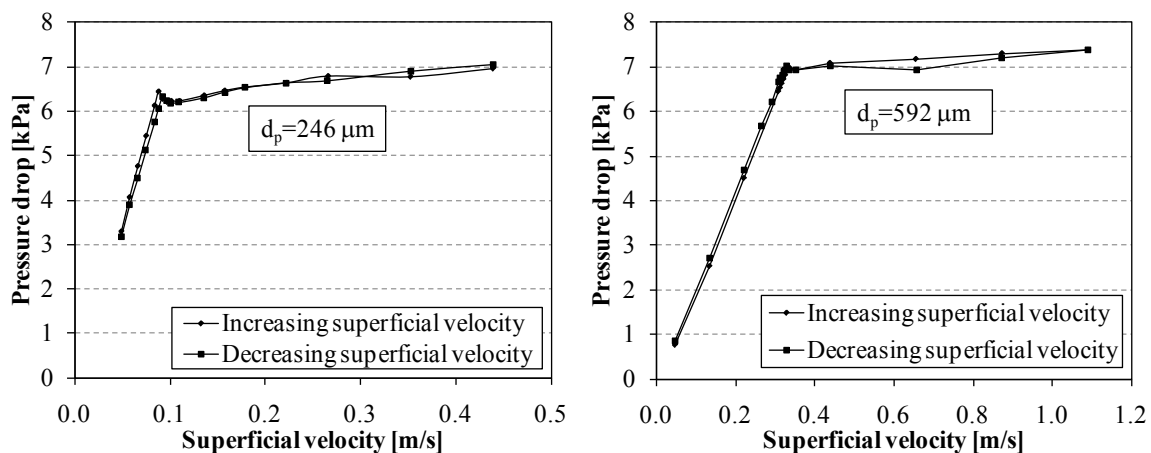 8
7
6
5
4
3
2
1
0
Pressure drop [kPa]
d_p=246 μm
Increasing superficial velocity
Decreasing superficial velocity
0.0 0.1 0.2 0.3 0.4 0.5
Superficial velocity [m/s]
8
7
6
5
4
3
2
1
0
Pressure drop [kPa]
d_p=592 μm
Increasing superficial velocity
Decreasing superficial velocity
0.0 0.2 0.4 0.6 0.8 1.0 1.2
Superficial velocity [m/s]